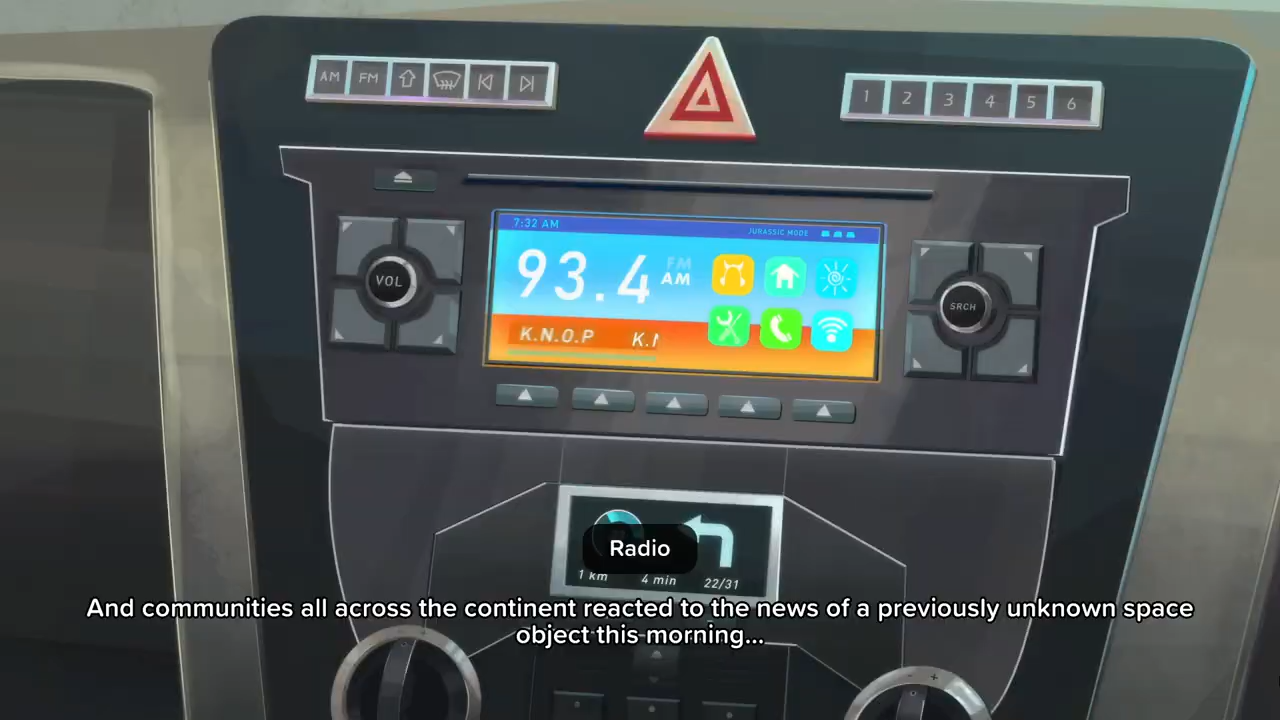 AM FM
1 2 3 4 5 6
7:32 AM JURASSIC MODE
VOL
93.4 FM AM
SRCH
K.N.O.P K.N
Radio
1 km 4 min 22/31
And communities all across the continent reacted to the news of a previously unknown space
object this morning...